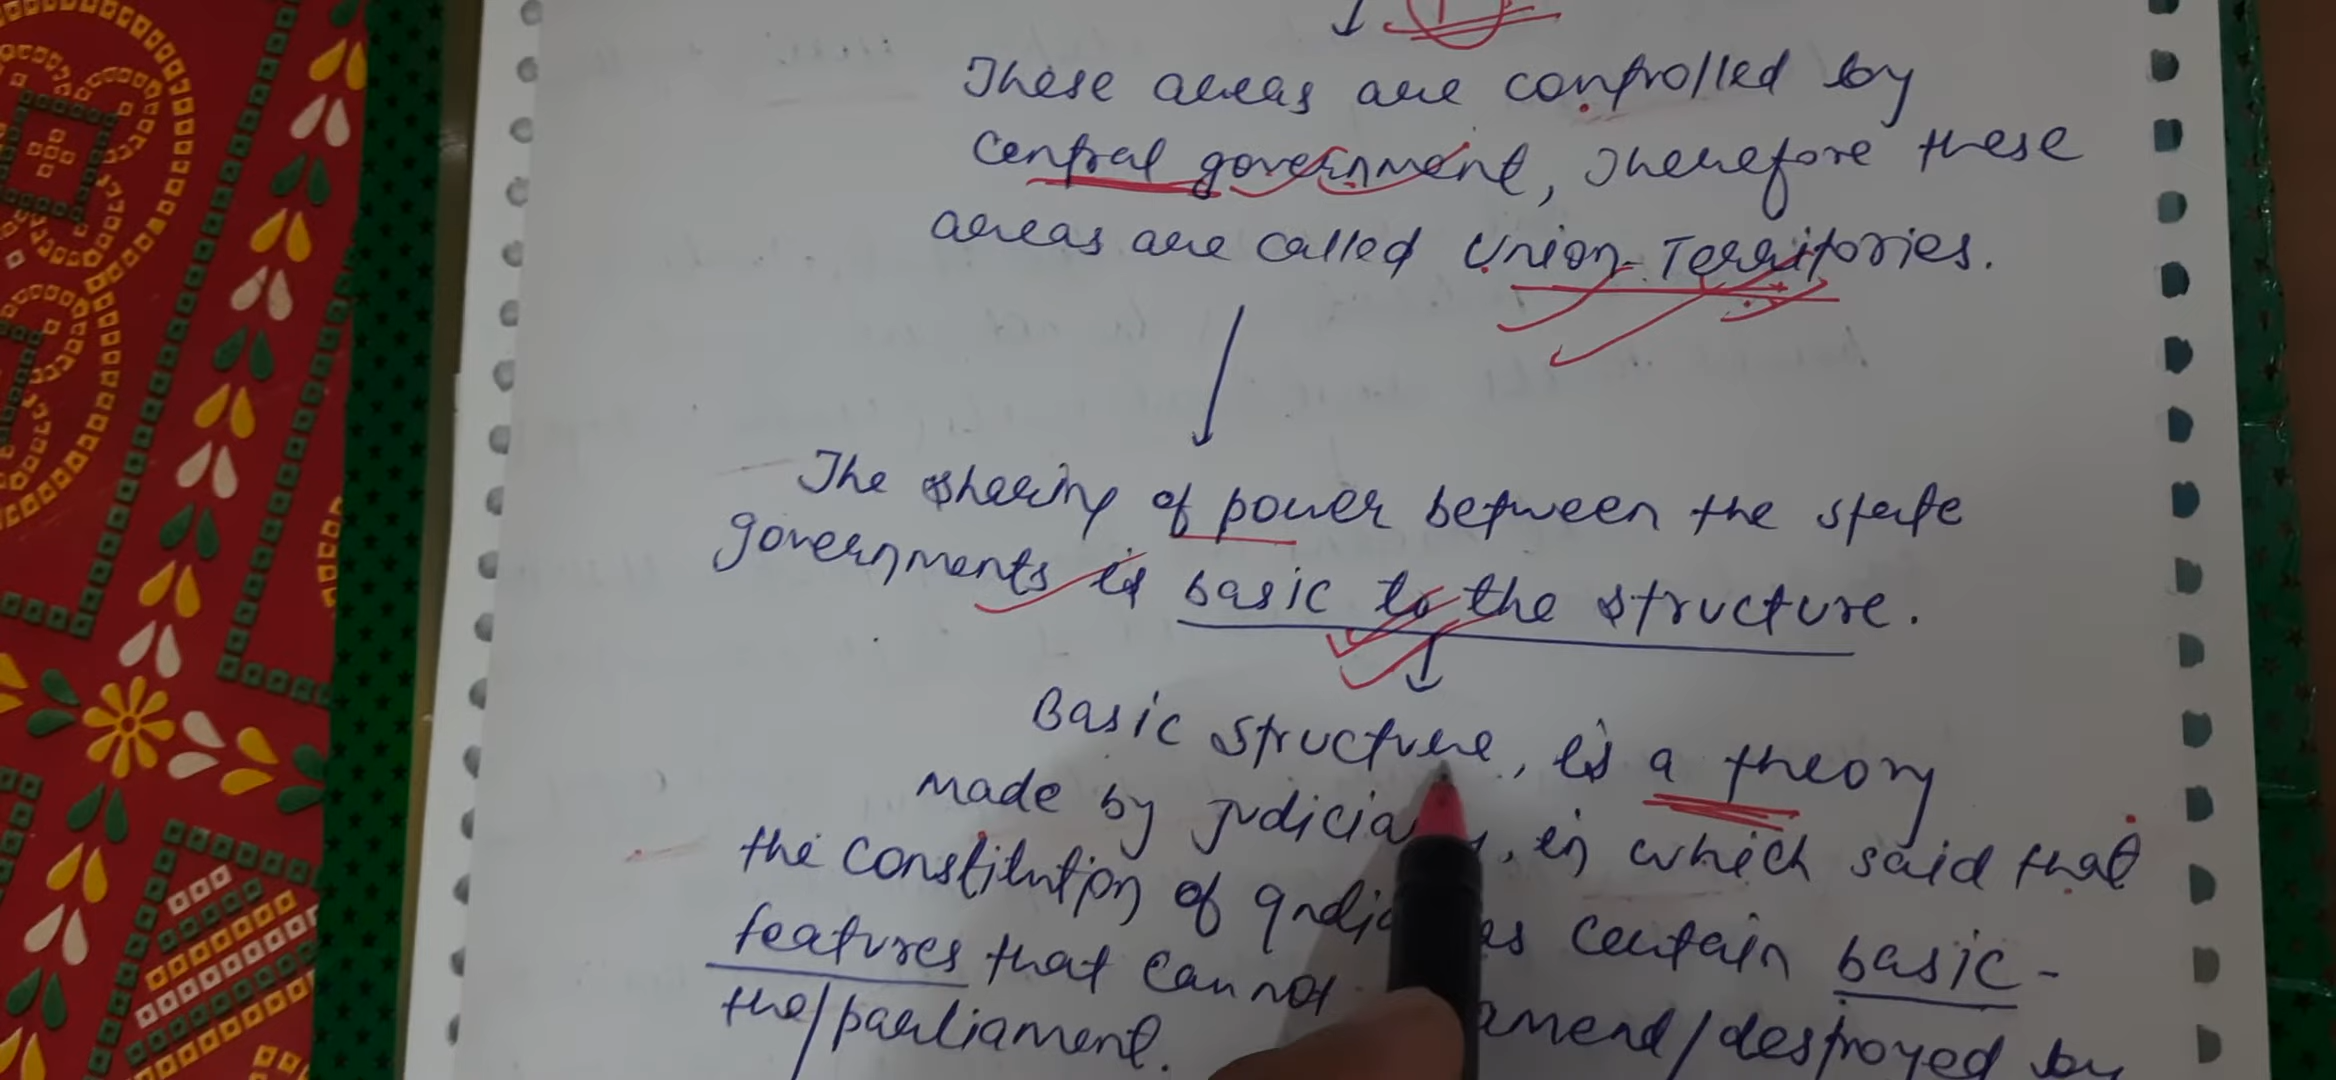 These areas are controlled by
Central government, Therefore these
areas are called Union-Territories.
The sharing of power between the state
governments is basic to the structure.
Basic structure, is a theory
made by judicia, in which said that
the constitution of India as certain basic-
features that cannot amend/destroyed by
the/parliament.